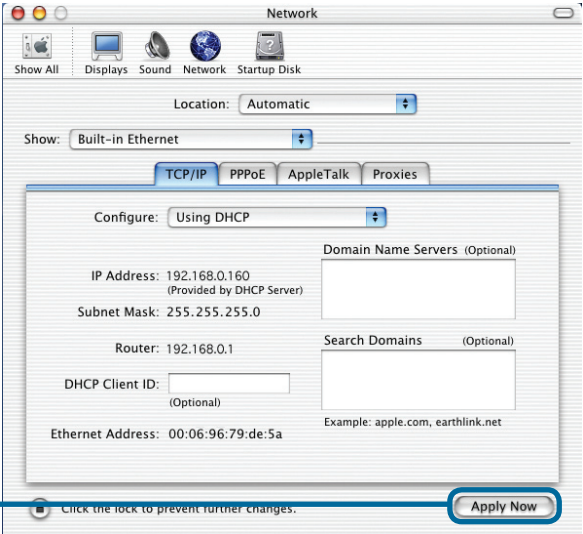 Network
Show All Displays Sound Network Startup Disk
Location: Automatic
Show: Built-in Ethernet
TCP/IP PPPoE AppleTalk Proxies
Configure: Using DHCP
Domain Name Servers (Optional)
IP Address: 192.168.0.160
(Provided by DHCP Server)
Subnet Mask: 255.255.255.0
Search Domains (Optional)
Router: 192.168.0.1
DHCP Client ID:
(Optional)
Example: apple.com, earthlink.net
Ethernet Address: 00:06:96:79:de:5a
Click the lock to prevent further changes.
Apply Now